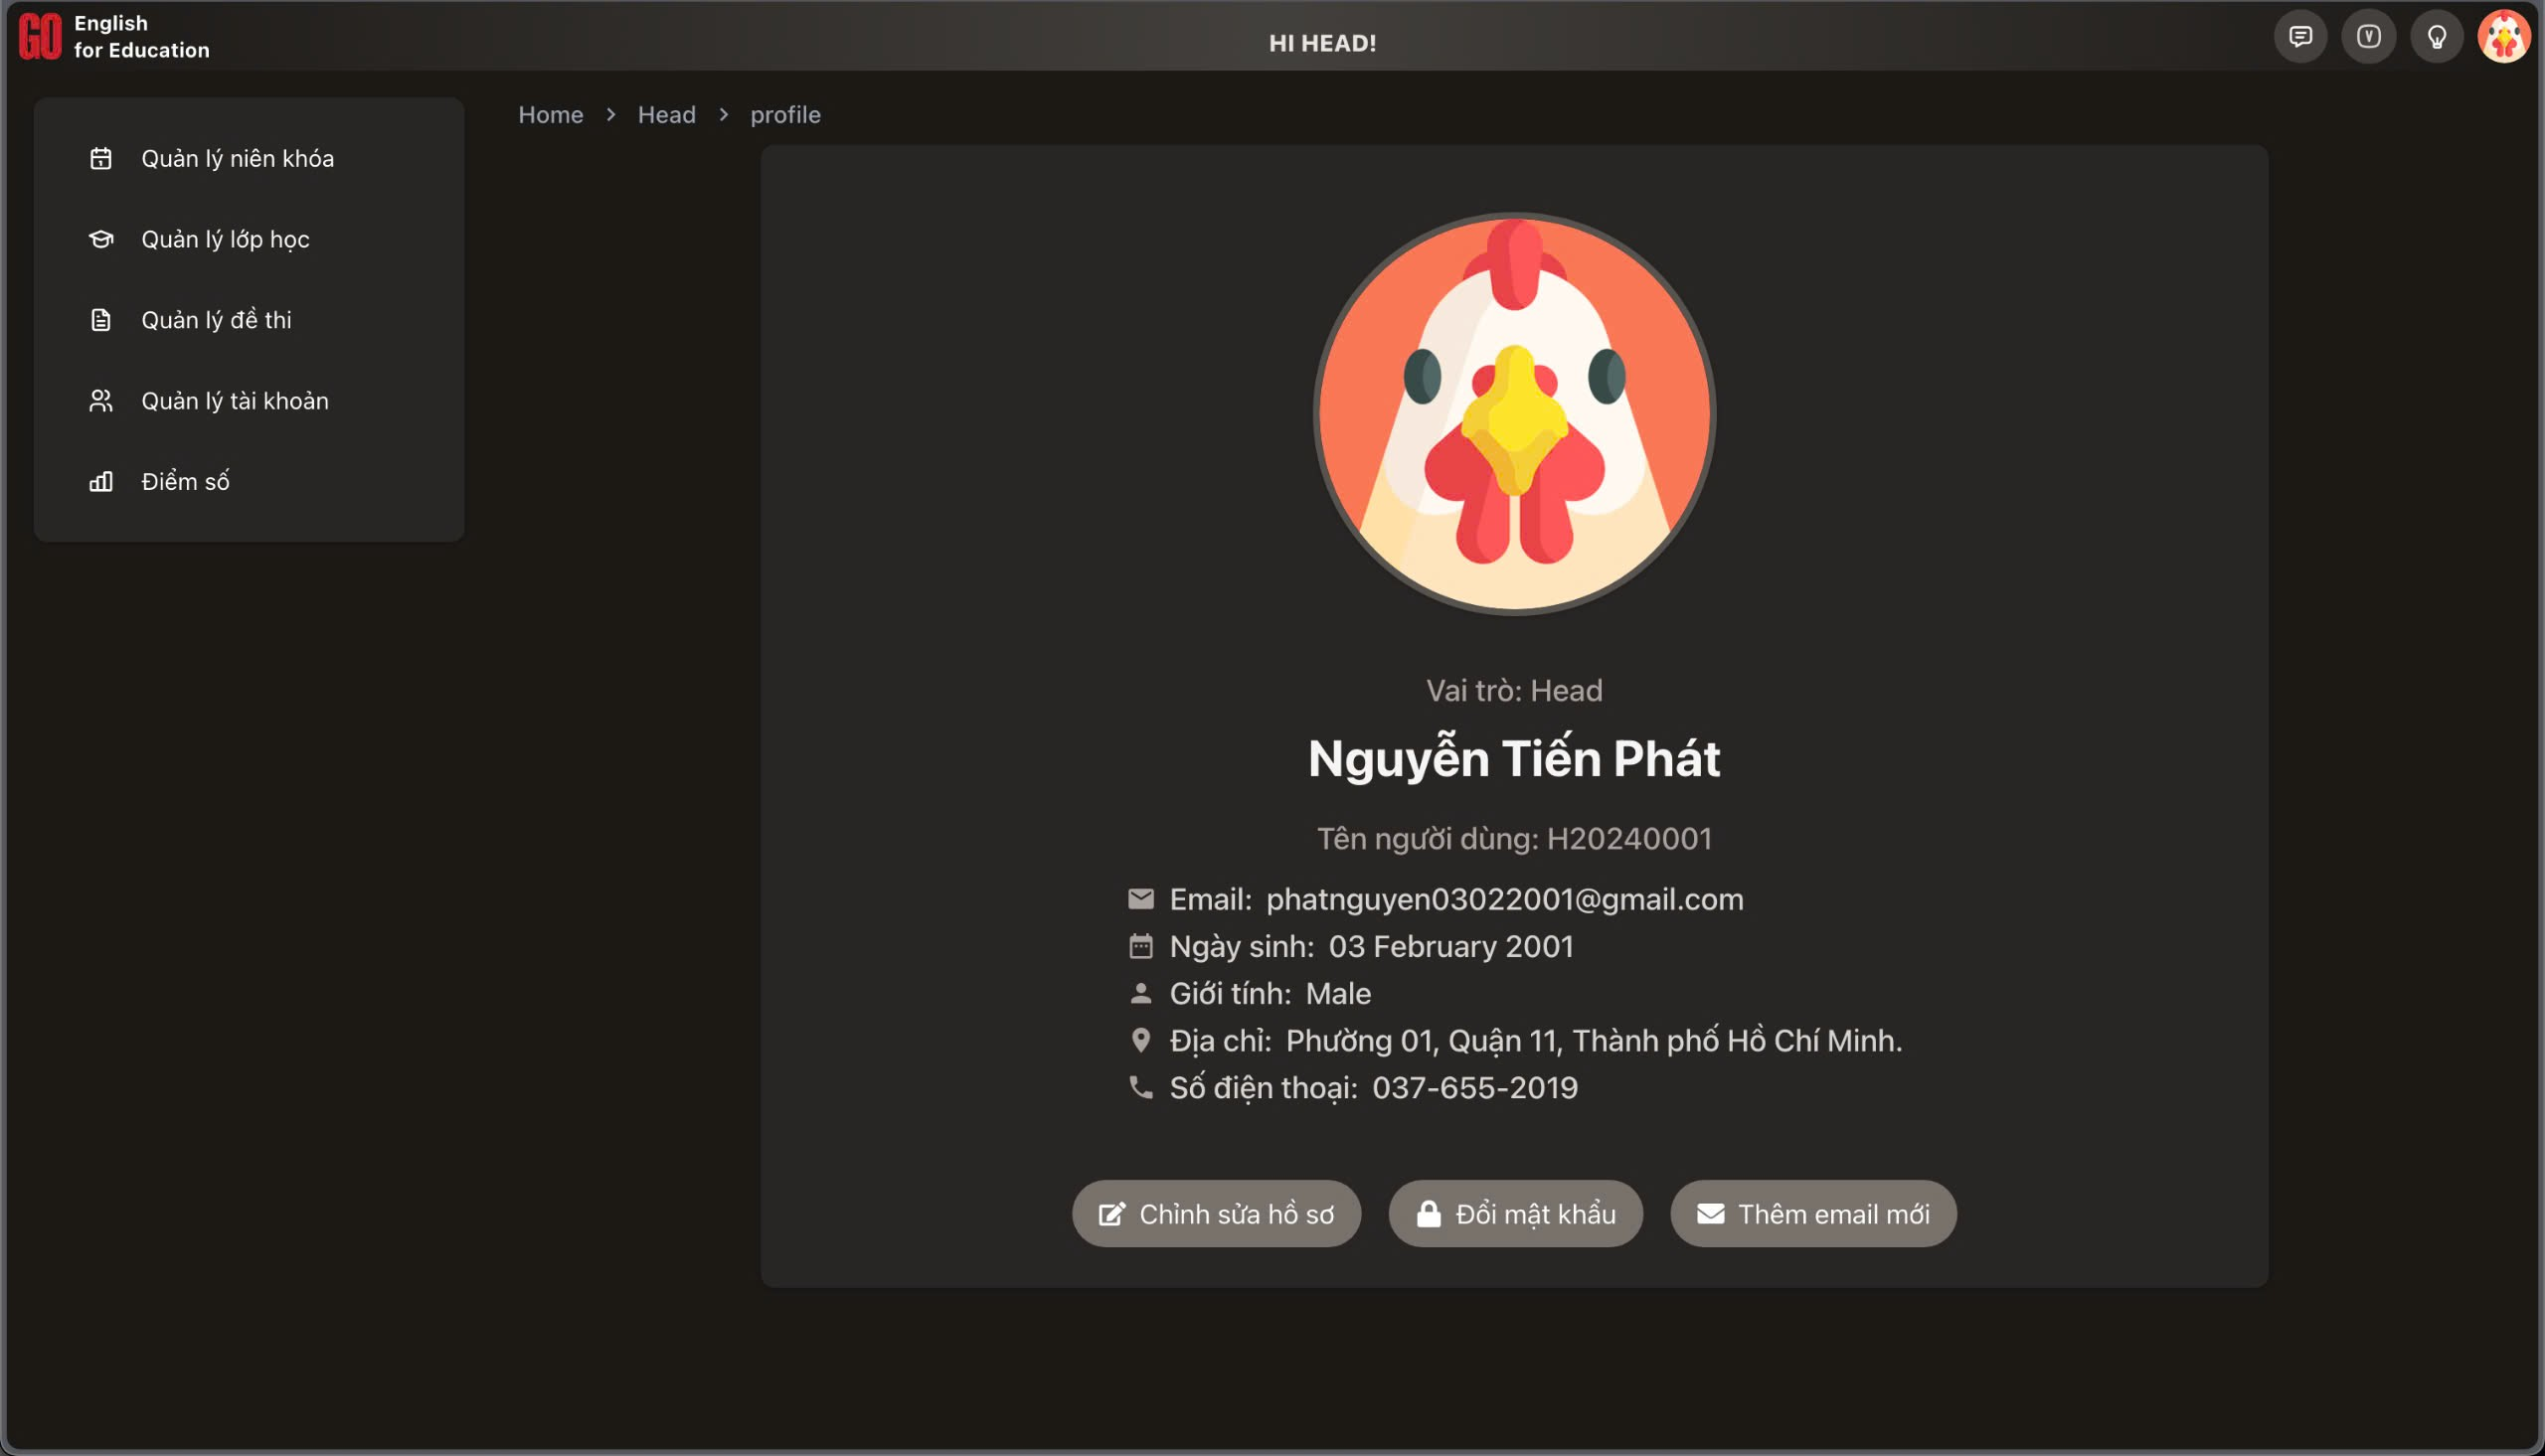 GO
English
for Education
HI HEAD!
V
Quản lý niên khóa
Quản lý lớp học
Quản lý đề thi
Quản lý tài khoản
Điểm số
Home > Head > profile
Vai trò: Head
Nguyễn Tiến Phát
Tên người dùng: H20240001
Email: phatnguyen03022001@gmail.com
Ngày sinh: 03 February 2001
Giới tính: Male
Địa chỉ: Phường 01, Quận 11, Thành phố Hồ Chí Minh.
Số điện thoại: 037-655-2019
Chỉnh sửa hồ sơ
Đổi mật khẩu
Thêm email mới